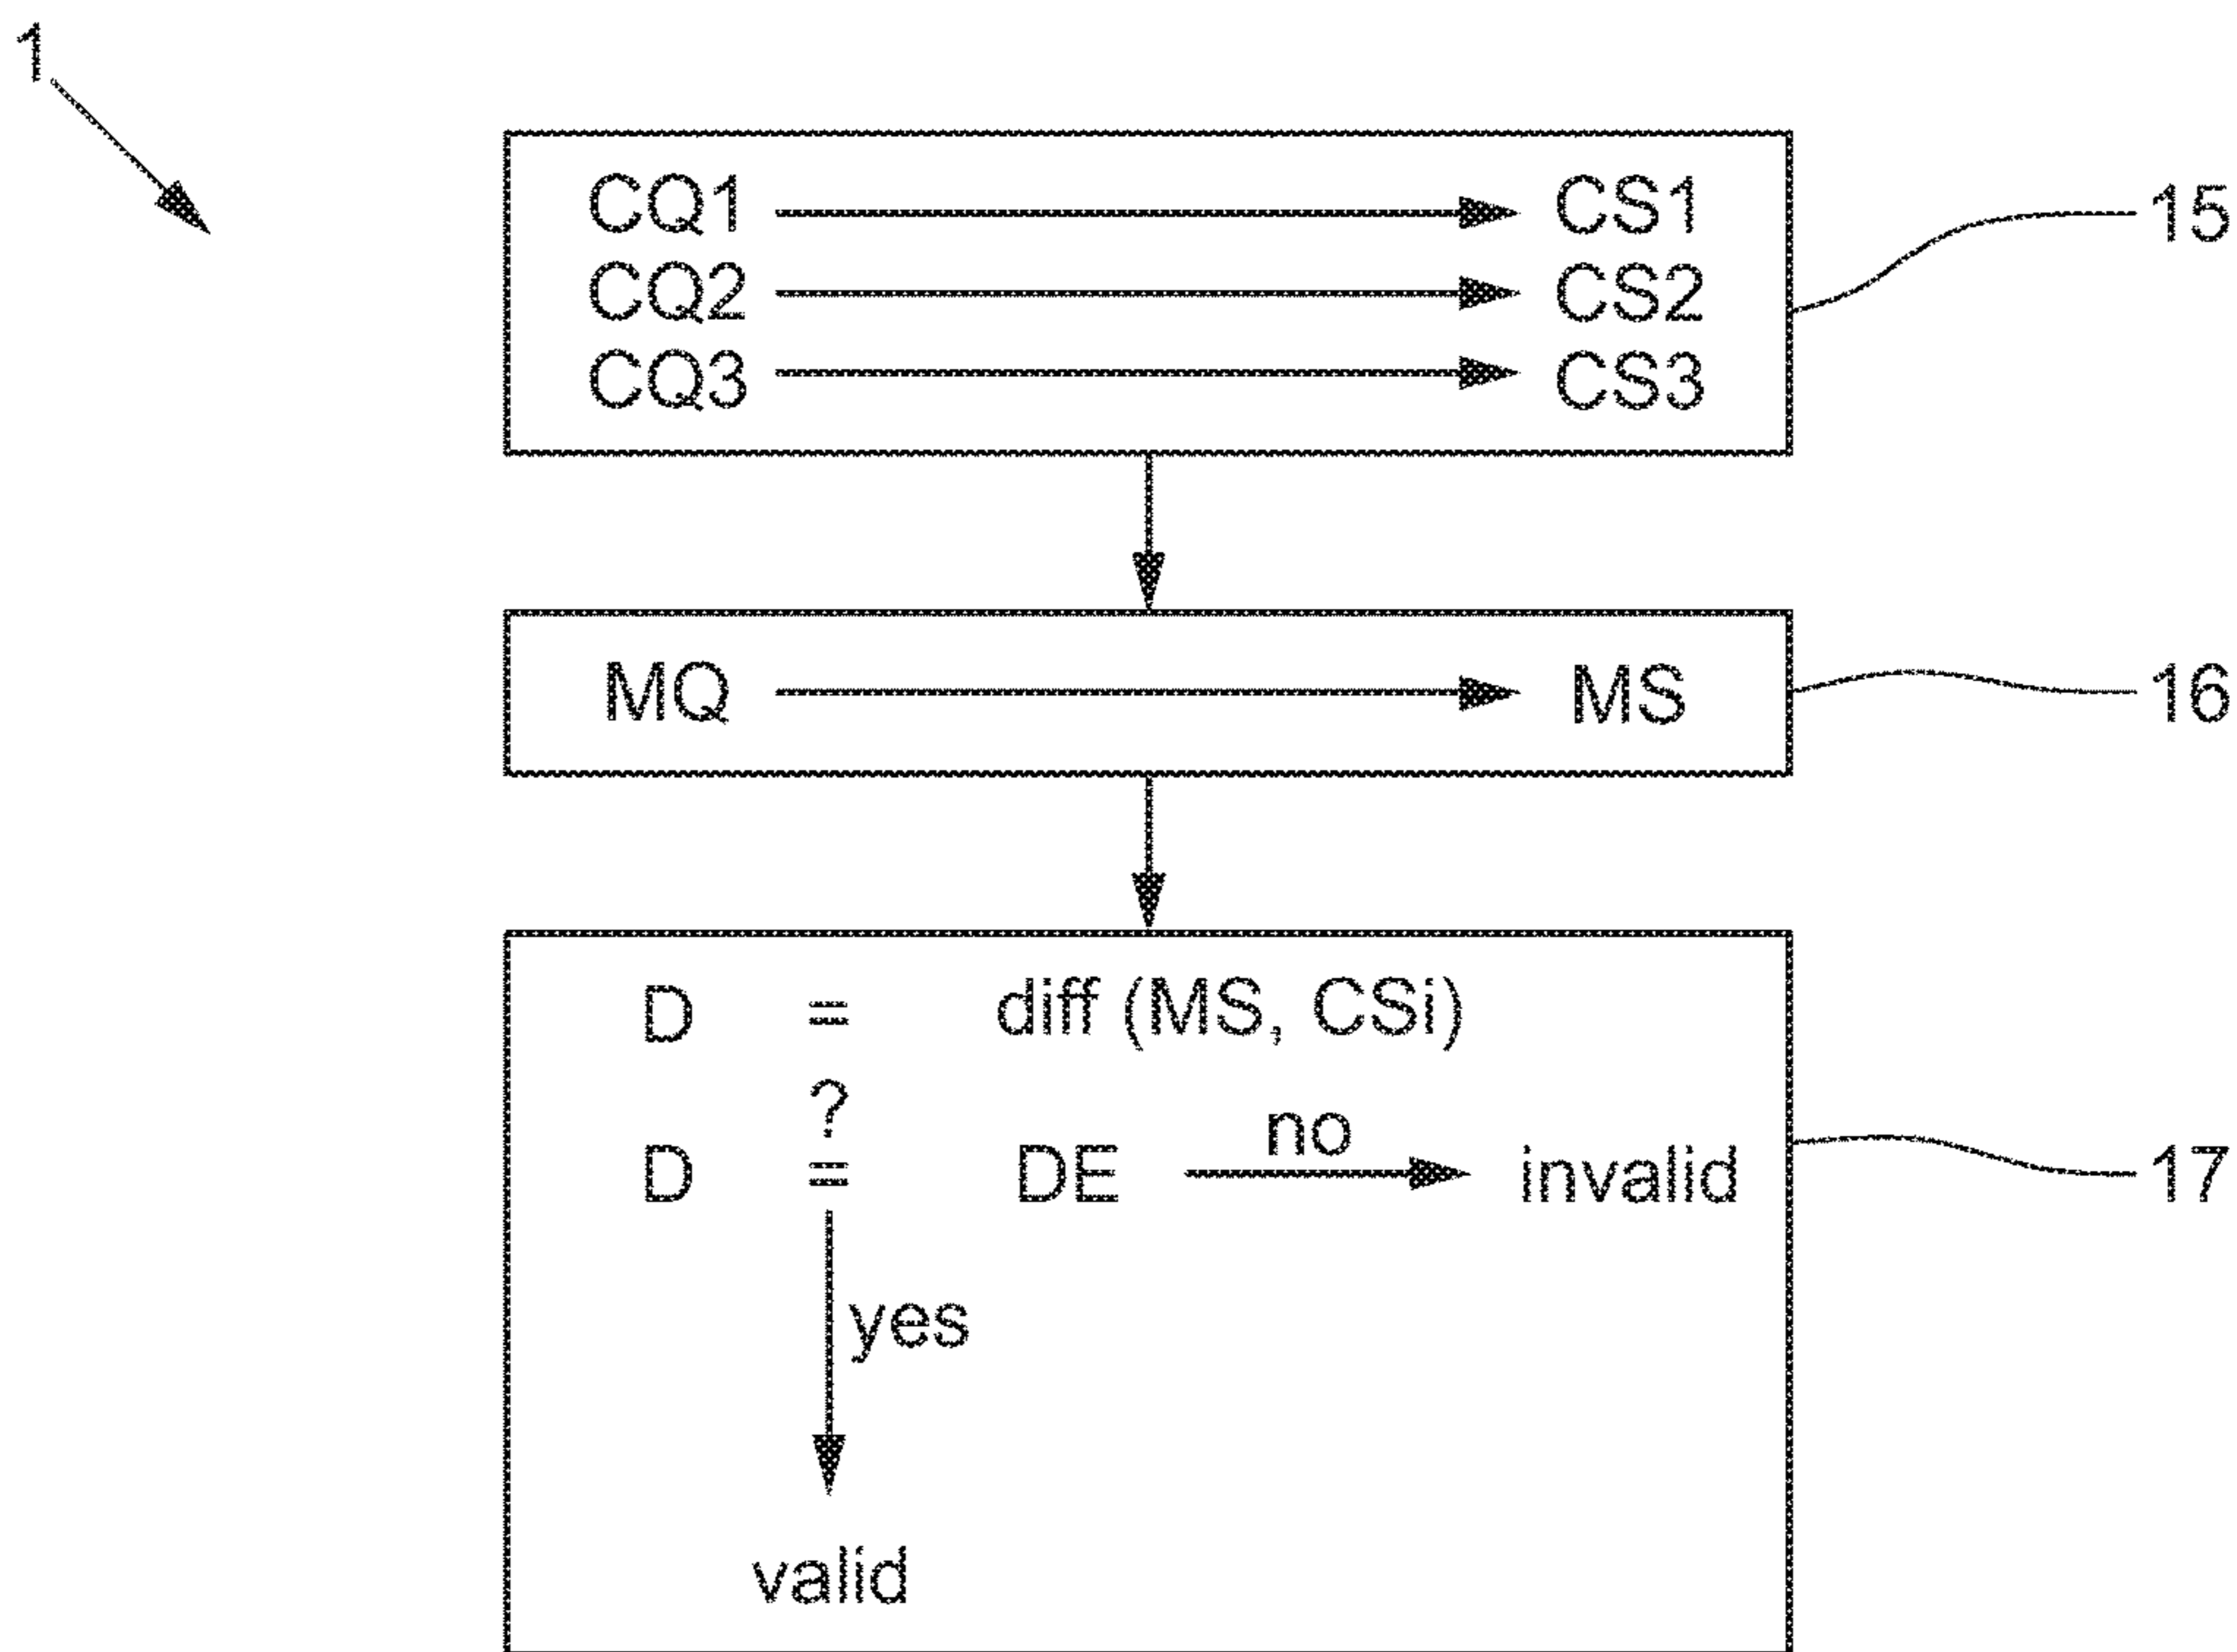 1
CQ1 CS1 15
CQ2 CS2
CQ3 CS3
MQ MS 16
D = diff (MS, CSi)
?
D = DE no invalid 17
yes
valid